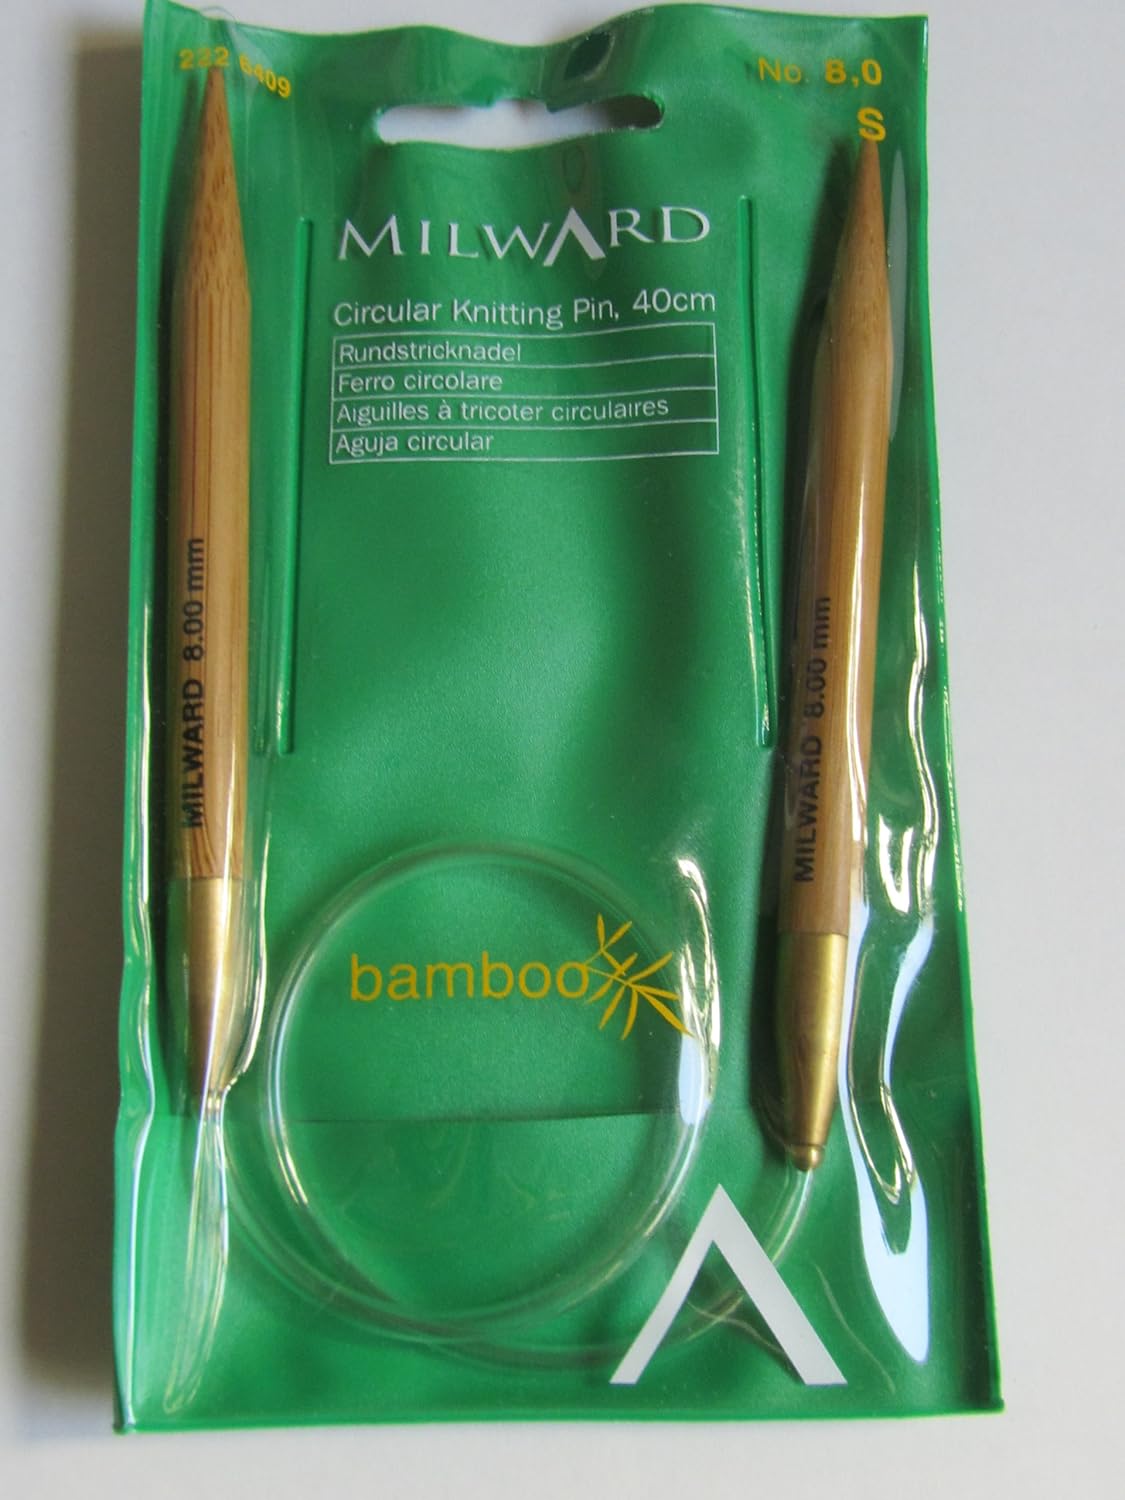 222 6409
No. 8,0
S
MILWARD
Circular Knitting Pin, 40cm
Rundstricknadel
Ferro circolare
Aiguilles à tricoter circulaires
Aguja circular
MILWARD 8.00 mm
MILWARD 8.00 mm
bamboo